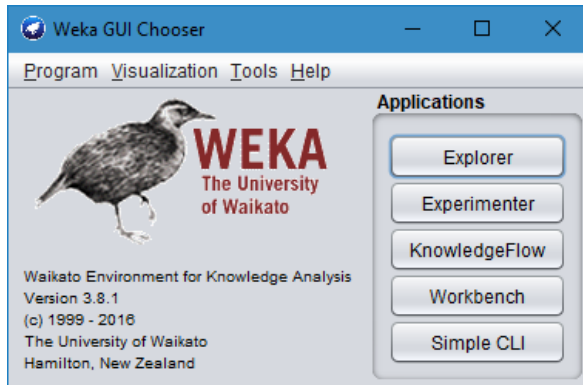 Weka GUI Chooser
Program Visualization Tools Help
WEKA
The University
of Waikato
Waikato Environment for Knowledge Analysis
Version 3.8.1
(c) 1999 - 2016
The University of Waikato
Hamilton, New Zealand
Applications
Explorer
Experimenter
KnowledgeFlow
Workbench
Simple CLI